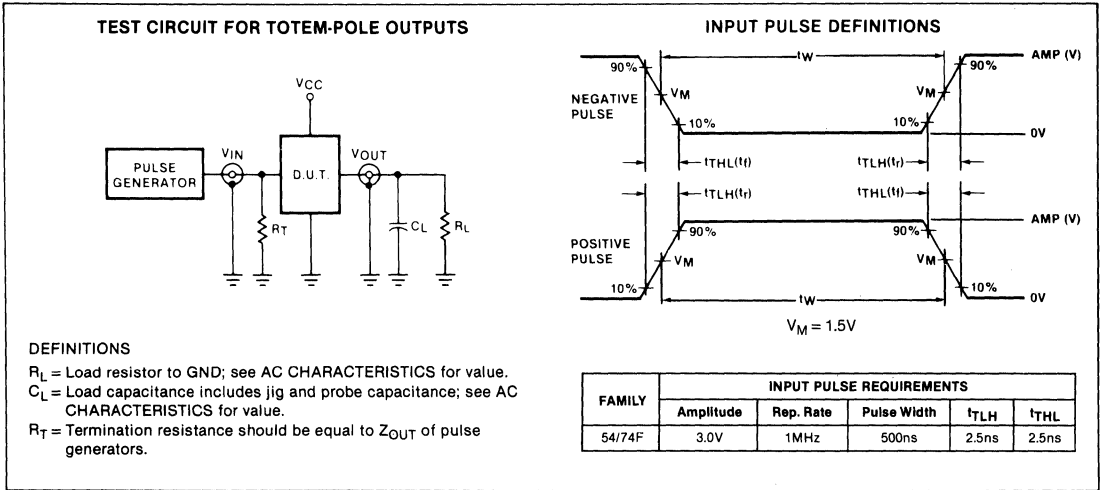 TEST CIRCUIT FOR TOTEM-POLE OUTPUTS
VCC
VIN
VOUT
PULSE
GENERATOR
D.U.T.
RT
CL
RL
DEFINITIONS
RL = Load resistor to GND; see AC CHARACTERISTICS for value.
CL = Load capacitance includes jig and probe capacitance; see AC
CHARACTERISTICS for value.
RT = Termination resistance should be equal to ZOUT of pulse
generators.
INPUT PULSE DEFINITIONS
tW
AMP (V)
90%
90%
NEGATIVE
PULSE
VM
VM
10%
10%
0V
tTHL(tf)
tTLH(tr)
tTLH(tr)
tTHL(tf)
AMP (V)
90%
90%
POSITIVE
PULSE
VM
VM
10%
10%
tW
0V
VM = 1.5V
FAMILY
INPUT PULSE REQUIREMENTS
Amplitude Rep. Rate Pulse Width tTLH tTHL
54/74F 3.0V 1MHz 500ns 2.5ns 2.5ns